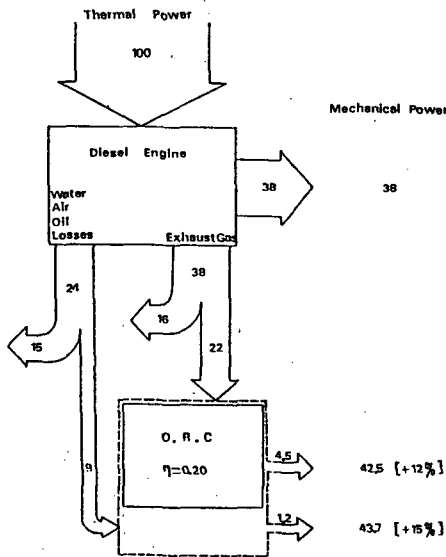 Thermal Power
100
Mechanical Power
Diesel Engine
38
38
Water
Air
Oil
Losses
Exhaust Gas
24
38
15
16
22
O. R. C
η=0.20
9
4,5
42,5 [+12%]
1,2
43,7 [+15%]